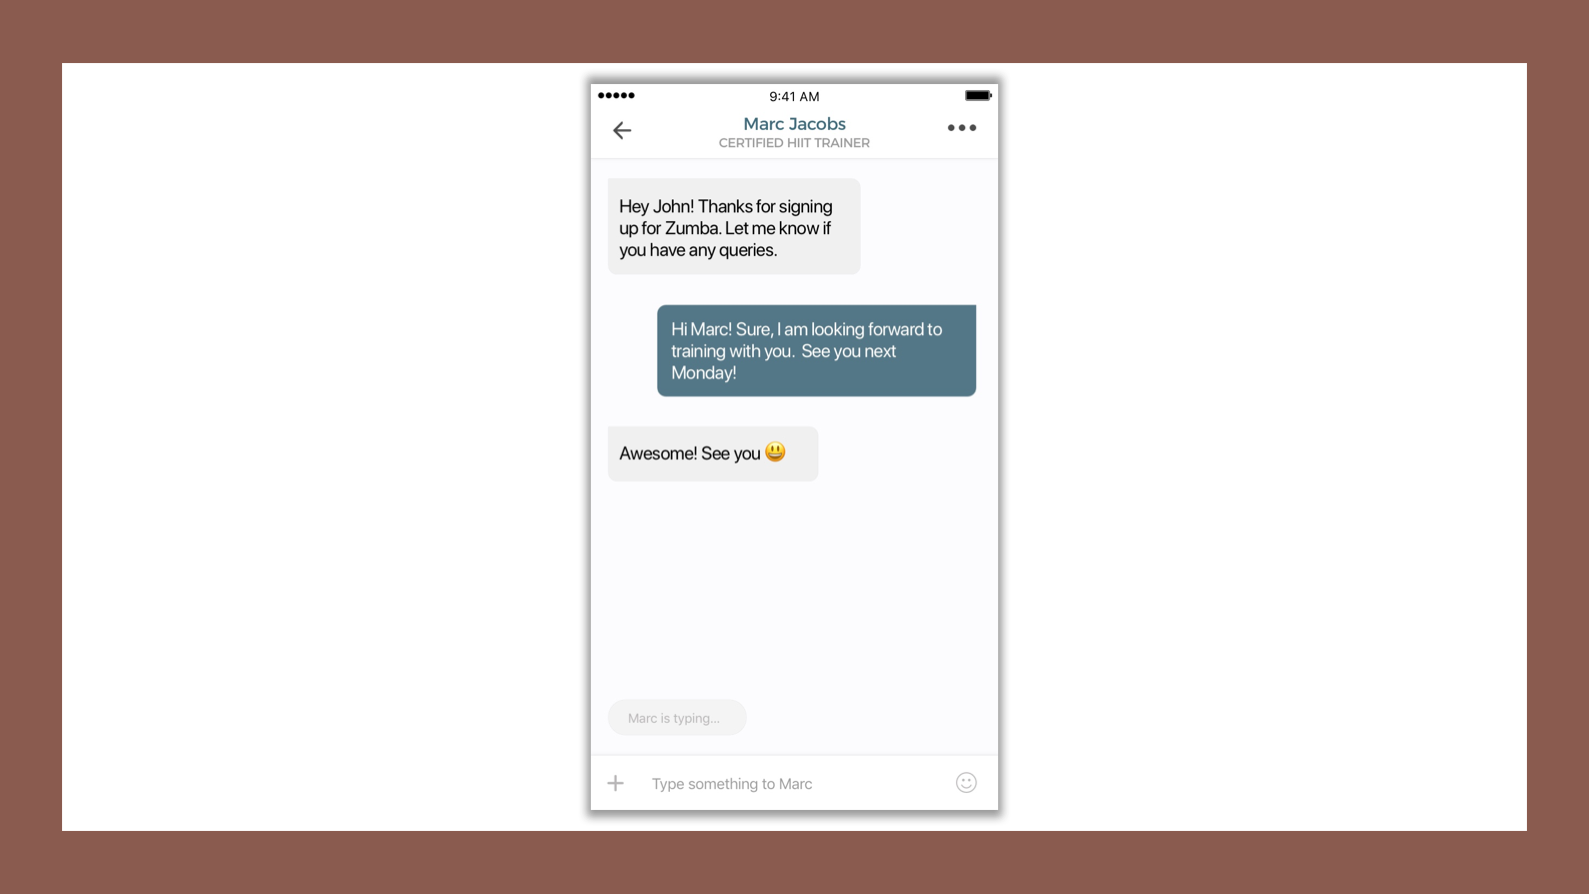 9:41 AM
Marc Jacobs
CERTIFIED HIIT TRAINER
Hey John! Thanks for signing
up for Zumba. Let me know if
you have any queries.
Hi Marc! Sure, I am looking forward to
training with you.  See you next
Monday!
Awesome! See you 😃
Marc is typing...
Type something to Marc